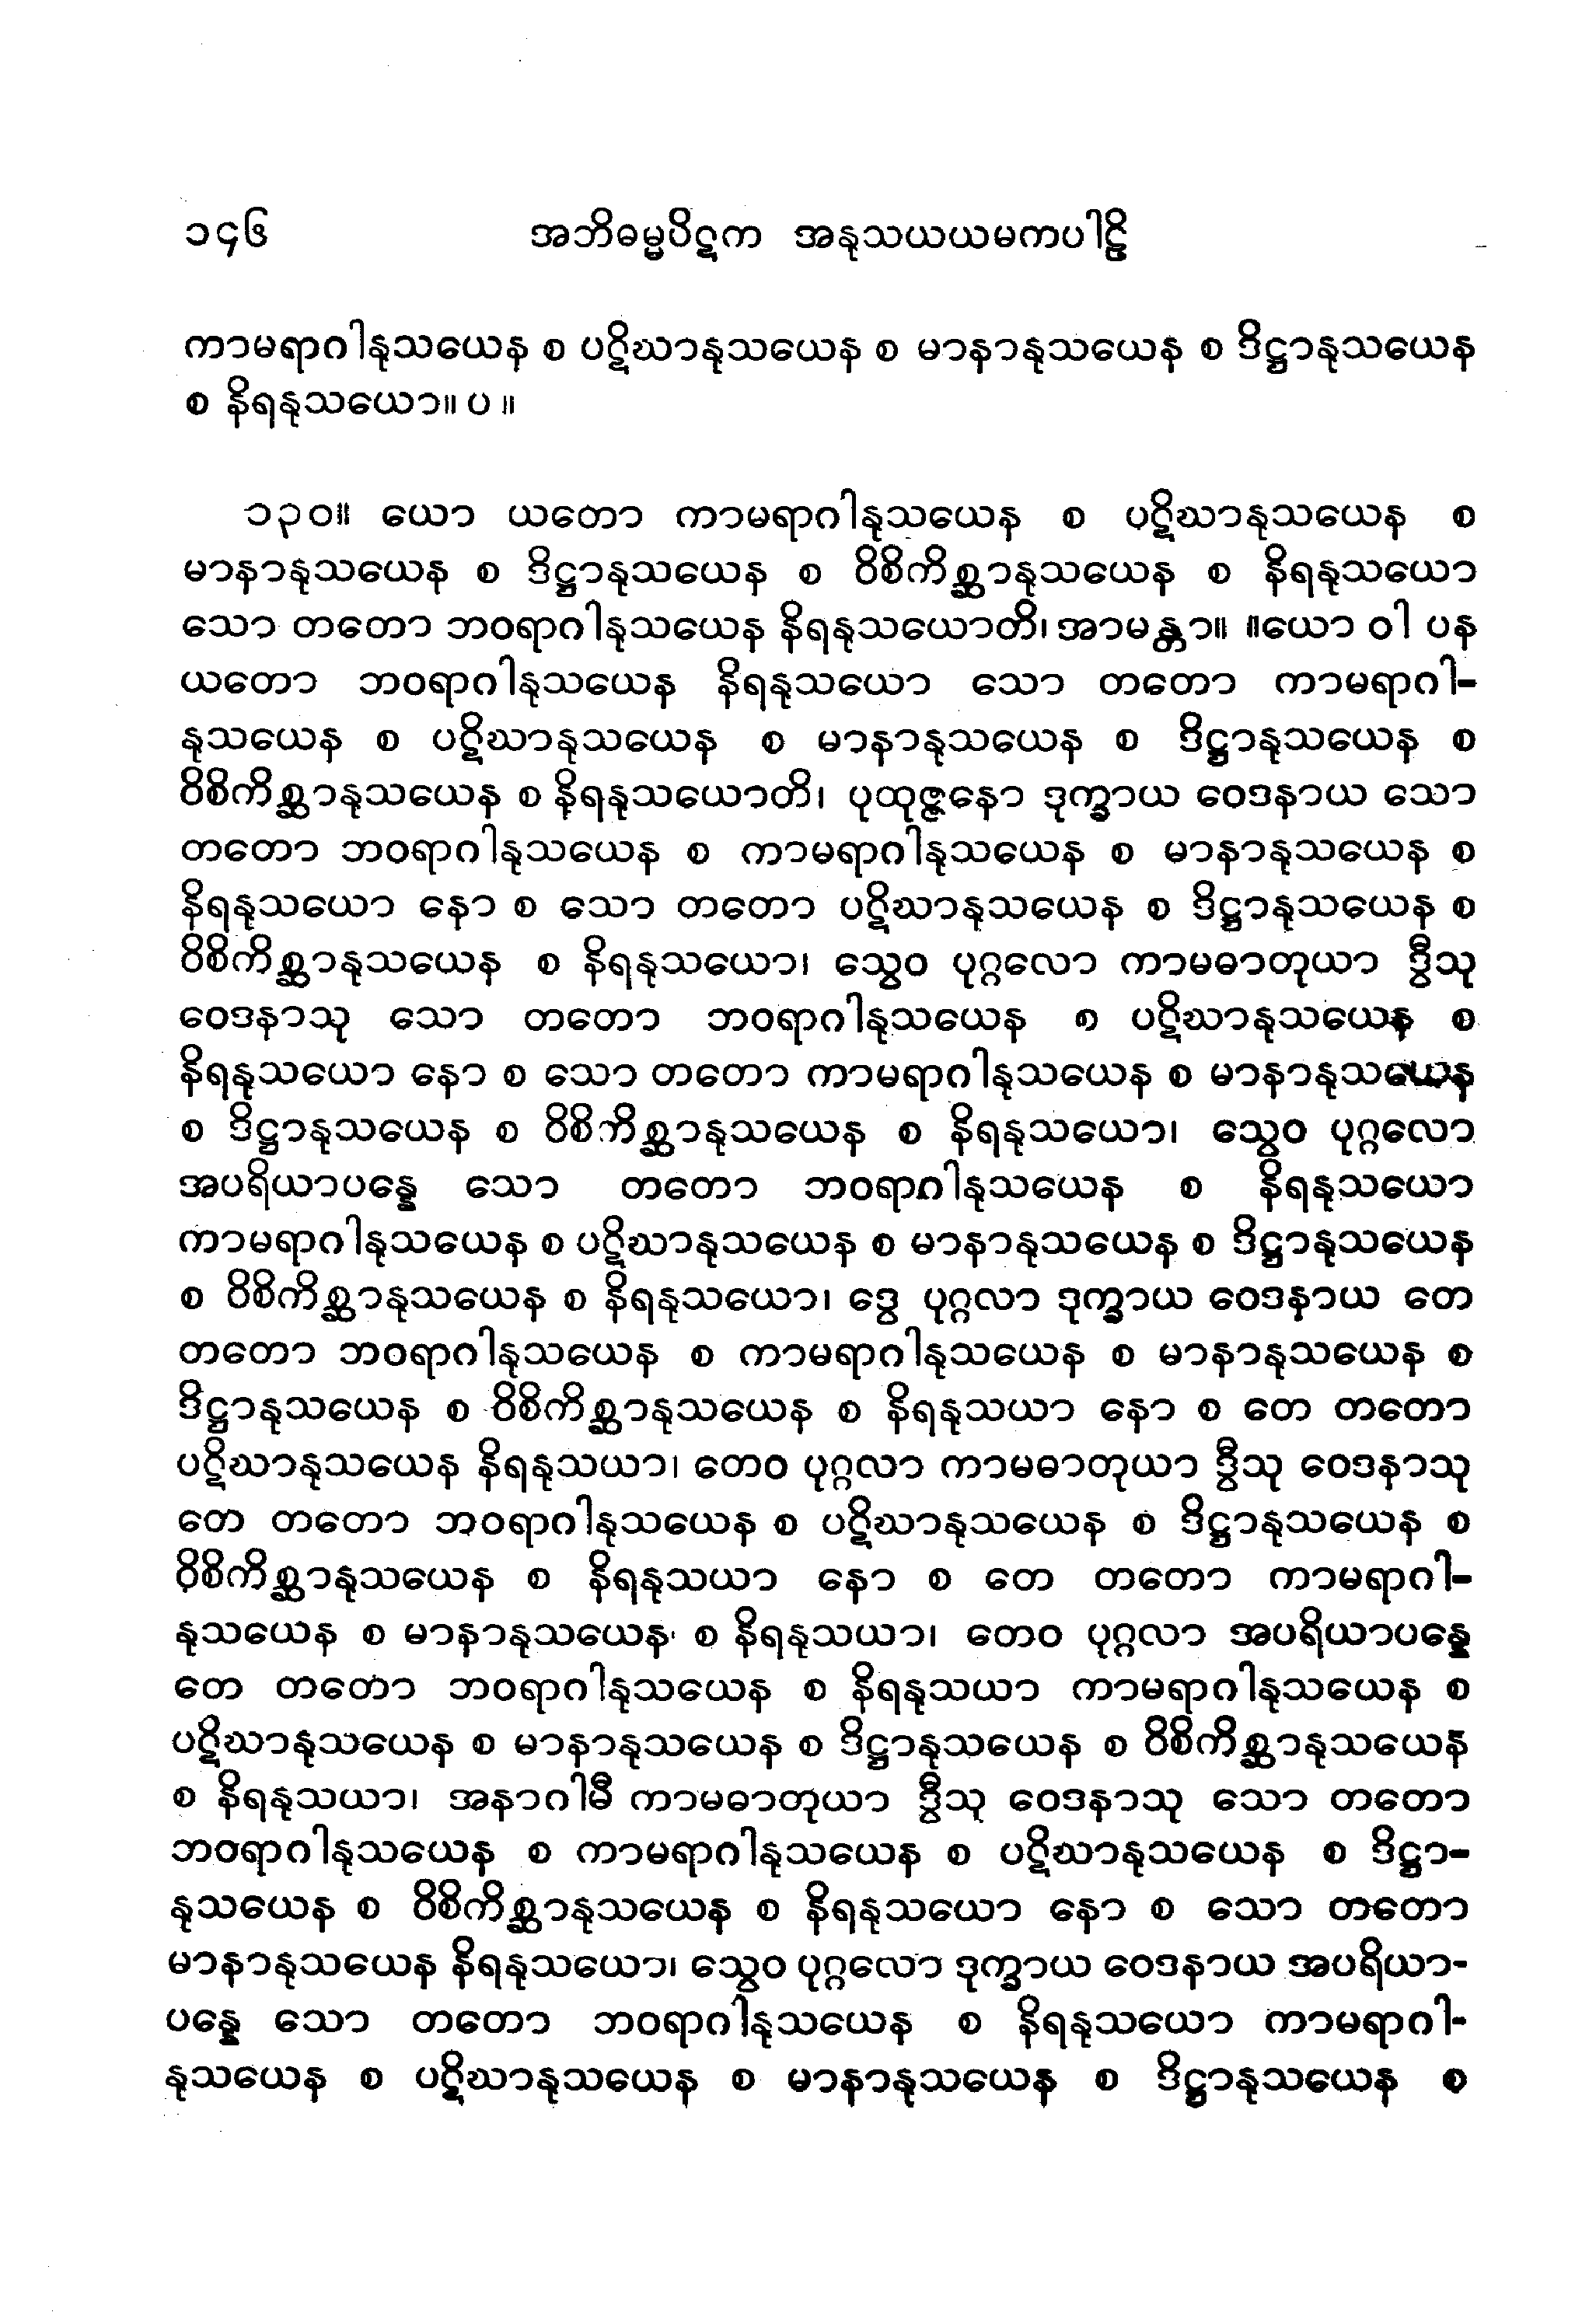 ၁၄၆ အဘိဓမ္မပိဋက အနုသယယမကပါဠိ
ကာမရာဂါနုသယေန စ ပဋိဃာနုသယေန စ မာနာနုသယေန စ ဒိဋ္ဌာနုသယေန
စ နိရနုသယော။ ပ ။
၁၃၀။ ယော ယတော ကာမရာဂါနုသယေန စ ပဋိဃာနုသယေန စ
မာနာနုသယေန စ ဒိဋ္ဌာနုသယေန စ ဝိစိကိစ္ဆာနုသယေန စ နိရနုသယော
သော တတော ဘဝရာဂါနုသယေန နိရနုသယောတိ၊ အာမန္တာ။ ။ယော ဝါ ပန
ယတော ဘဝရာဂါနုသယေန နိရနုသယော သော တတော ကာမရာဂါ-
နုသယေန စ ပဋိဃာနုသယေန စ မာနာနုသယေန စ ဒိဋ္ဌာနုသယေန စ
ဝိစိကိစ္ဆာနုသယေန စ နိရနုသယောတိ၊ ပုထုဇ္ဇနော ဒုက္ခာယ ဝေဒနာယ သော
တတော ဘဝရာဂါနုသယေန စ ကာမရာဂါနုသယေန စ မာနာနုသယေန စ
နိရနုသယော နော စ သော တတော ပဋိဃာနုသယေန စ ဒိဋ္ဌာနုသယေန စ
ဝိစိကိစ္ဆာနုသယေန စ နိရနုသယော၊ သွေဝ ပုဂ္ဂလော ကာမဓာတုယာ ဒွီသု
ဝေဒနာသု သော တတော ဘဝရာဂါနုသယေန စ ပဋိဃာနုသယေန စ
နိရနုသယော နော စ သော တတော ကာမရာဂါနုသယေန စ မာနာနုသယေန
စ ဒိဋ္ဌာနုသယေန စ ဝိစိကိစ္ဆာနုသယေန စ နိရနုသယော၊ သွေဝ ပုဂ္ဂလော
အပရိယာပန္နေ သော တတော ဘဝရာဂါနုသယေန စ နိရနုသယော
ကာမရာဂါနုသယေန စ ပဋိဃာနုသယေန စ မာနာနုသယေန စ ဒိဋ္ဌာနုသယေန
စ ဝိစိကိစ္ဆာနုသယေန စ နိရနုသယော၊ ဒွေ ပုဂ္ဂလာ ဒုက္ခာယ ဝေဒနာယ တေ
တတော ဘဝရာဂါနုသယေန စ ကာမရာဂါနုသယေန စ မာနာနုသယေန စ
ဒိဋ္ဌာနုသယေန စ ဝိစိကိစ္ဆာနုသယေန စ နိရနုသယာ နော စ တေ တတော
ပဋိဃာနုသယေန နိရနုသယာ၊ တေဝ ပုဂ္ဂလာ ကာမဓာတုယာ ဒွီသု ဝေဒနာသု
တေ တတော ဘဝရာဂါနုသယေန စ ပဋိဃာနုသယေန စ ဒိဋ္ဌာနုသယေန စ
ဝိစိကိစ္ဆာနုသယေန စ နိရနုသယာ နော စ တေ တတော ကာမရာဂါ-
နုသယေန စ မာနာနုသယေန စ နိရနုသယာ၊ တေဝ ပုဂ္ဂလာ အပရိယာပန္နေ
တေ တတော ဘဝရာဂါနုသယေန စ နိရနုသယာ ကာမရာဂါနုသယေန စ
ပဋိဃာနုသယေန စ မာနာနုသယေန စ ဒိဋ္ဌာနုသယေန စ ဝိစိကိစ္ဆာနုသယေန
စ နိရနုသယာ၊ အနာဂါမီ ကာမဓာတုယာ ဒွီသု ဝေဒနာသု သော တတော
ဘဝရာဂါနုသယေန စ ကာမရာဂါနုသယေန စ ပဋိဃာနုသယေန စ ဒိဋ္ဌာ-
နုသယေန စ ဝိစိကိစ္ဆာနုသယေန စ နိရနုသယော နော စ သော တတော
မာနာနုသယေန နိရနုသယော၊ သွေဝ ပုဂ္ဂလော ဒုက္ခာယ ဝေဒနာယ အပရိယာ-
ပန္နေ သော တတော ဘဝရာဂါနုသယေန စ နိရနုသယော ကာမရာဂါ-
နုသယေန စ ပဋိဃာနုသယေန စ မာနာနုသယေန စ ဒိဋ္ဌာနုသယေန စ